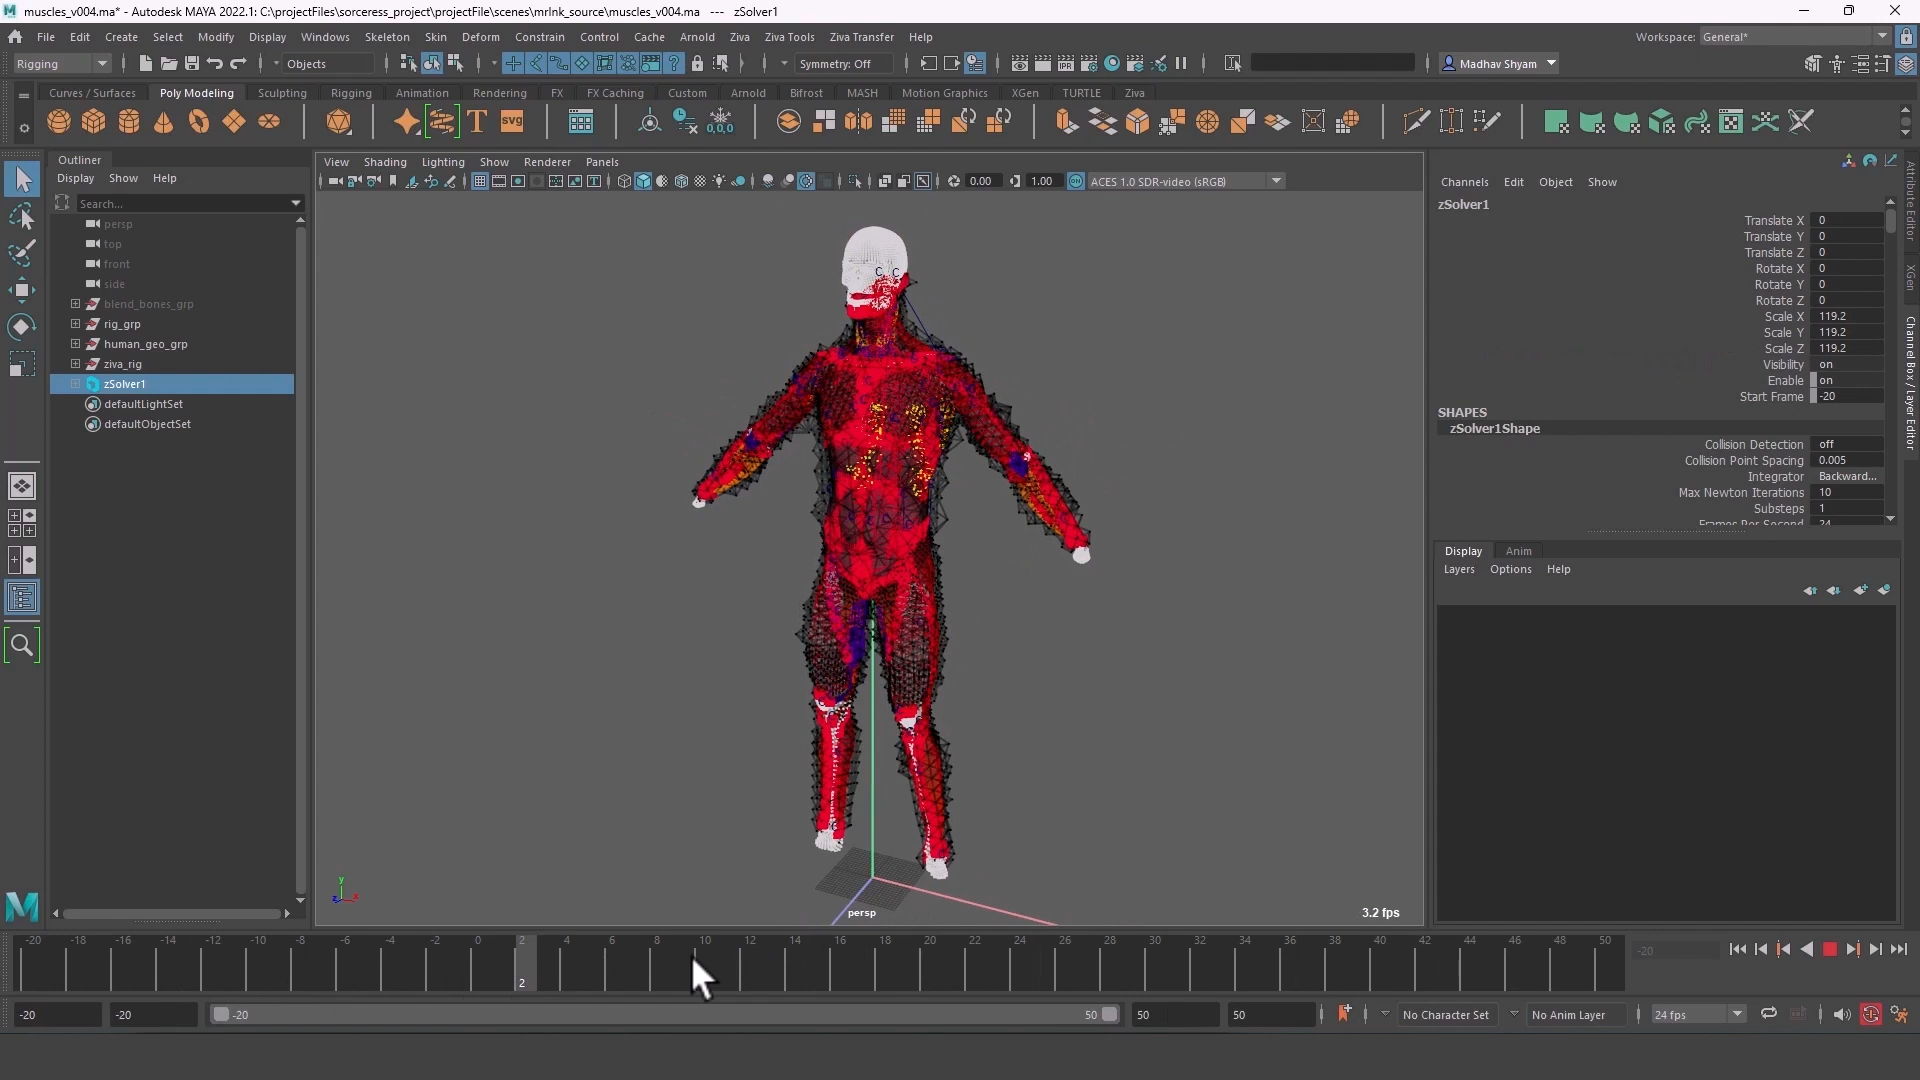 muscles_v004.ma* - Autodesk MAYA 2022.1: C:\projectFiles\sorceress_project\projectFile\scenes\mrlnk_source\muscles_v004.ma --- zSolver1
File Edit Create Select Modify Display Windows Skeleton Skin Deform Constrain Control Cache Arnold Ziva Ziva Tools Ziva Transfer Help
Workspace: General*
Rigging Objects Symmetry: Off Madhav Shyam
Curves / Surfaces Poly Modeling Sculpting Rigging Animation Rendering FX FX Caching Custom Arnold Bifrost MASH Motion Graphics XGen TURTLE Ziva
T svg 0,0,0
Outliner
Display Show Help
Search...
persp
top
front
side
blend_bones_grp
rig_grp
human_geo_grp
ziva_rig
zSolver1
defaultLightSet
defaultObjectSet
View Shading Lighting Show Renderer Panels
0.00 1.00 ACES 1.0 SDR-video (sRGB)
persp
3.2 fps
Channels Edit Object Show
zSolver1
Translate X 0
Translate Y 0
Translate Z 0
Rotate X 0
Rotate Y 0
Rotate Z 0
Scale X 119.2
Scale Y 119.2
Scale Z 119.2
Visibility on
Enable on
Start Frame -20
SHAPES
zSolver1Shape
Collision Detection off
Collision Point Spacing 0.005
Integrator Backward...
Max Newton Iterations 10
Substeps 1
Frames Per Second 24
Display Anim
Layers Options Help
Attribute Editor
XGen
Channel Box / Layer Editor
-20 -18 -16 -14 -12 -10 -8 -6 -4 -2 0 2 4 6 8 10 12 14 16 18 20 22 24 26 28 30 32 34 36 38 40 42 44 46 48 50
2
-20
-20 -20 -20 50 50 50 No Character Set No Anim Layer 24 fps